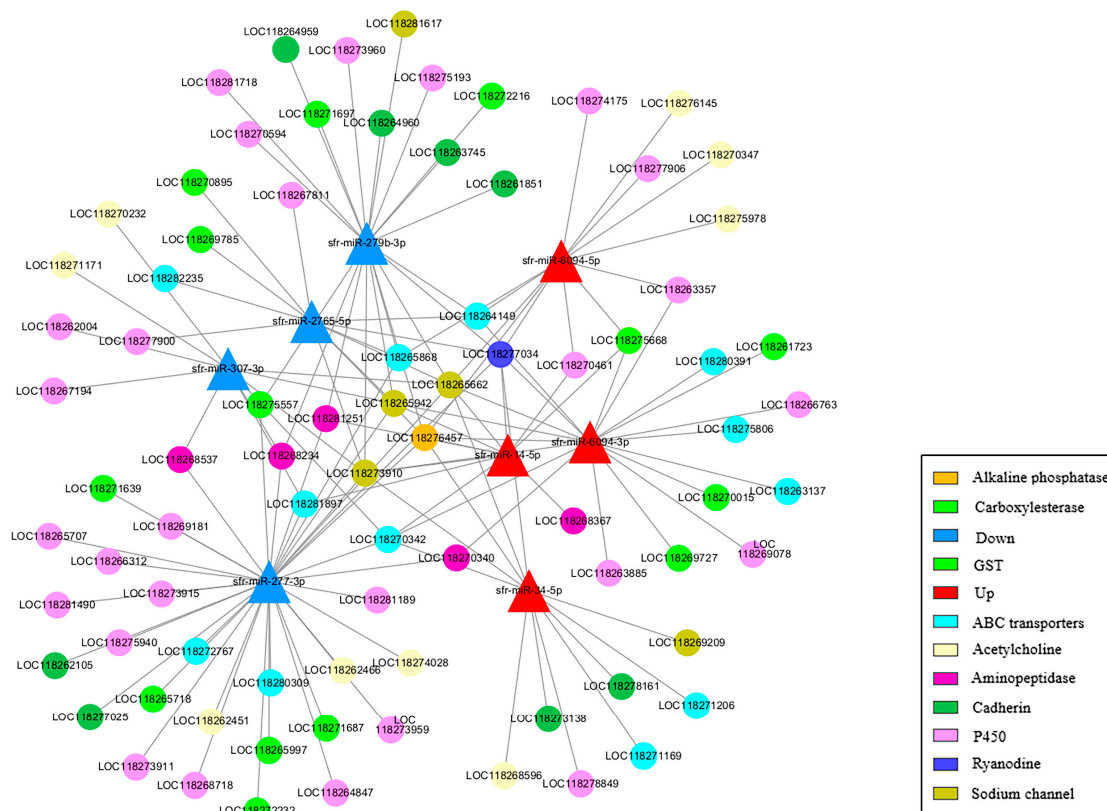 LOC118281617
LOC118264959
LOC118273960
LOC118275193
LOC118281718
LOC118272216
LOC118274175
LOC118276145
LOC118271697
LOC118264960
LOC118270594
LOC118263745
LOC118270347
LOC118277906
LOC118270895
LOC118261851
LOC118267811
LOC118270232
LOC118275978
LOC118269785
sfr-miR-279b-3p
sfr-miR-6094-5p
LOC118271171
LOC118282235
LOC118263357
LOC118264149
sfr-miR-2765-5p
LOC118262004
LOC118277900
LOC118275668
LOC118261723
LOC118265868
LOC118277034
LOC118280391
LOC118270461
sfr-miR-307-3p
LOC118265662
LOC118267194
LOC118275557
LOC118265942
LOC118266763
LOC118281251
LOC118275806
LOC118276457
sfr-miR-6094-3p
sfr-miR-14-5p
LOC118268234
LOC118268537
LOC118273910
LOC118271639
LOC118263137
LOC118270015
LOC118281897
LOC118269181
LOC118268367
LOC118265707
LOC118270342
LOC
118269078
LOC118270340
LOC118269727
LOC118266312
LOC118263885
sfr-miR-277-3p
sfr-miR-34-5p
LOC118273915
LOC118281189
LOC118281490
LOC118275940
LOC118269209
LOC118272767
LOC118262105
LOC118274028
LOC118262466
LOC118280309
LOC118278161
LOC118265718
LOC118271206
LOC118277025
LOC118273138
LOC118262451
LOC118271687
LOC
118273959
LOC118265997
LOC118271169
LOC118273911
LOC118268596
LOC118268718
LOC118264847
LOC118278849
LOC118272232
Alkaline phosphatase
Carboxylesterase
Down
GST
Up
ABC transporters
Acetylcholine
Aminopeptidase
Cadherin
P450
Ryanodine
Sodium channel